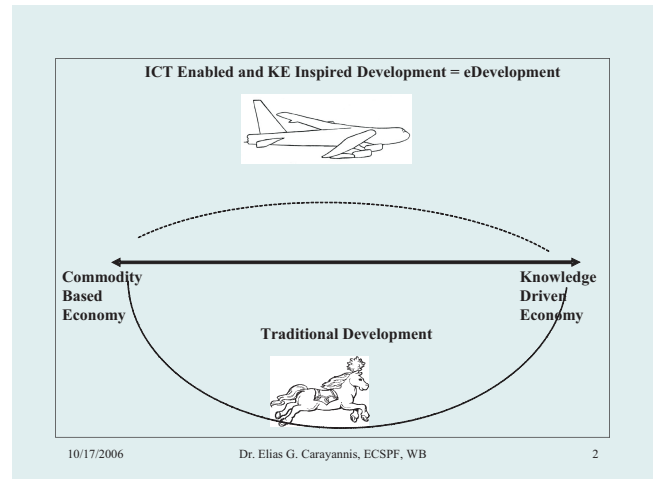 ICT Enabled and KE Inspired Development = eDevelopment
Commodity
Based
Economy
Knowledge
Driven
Economy
Traditional Development
10/17/2006
Dr. Elias G. Carayannis, ECSPF, WB
2